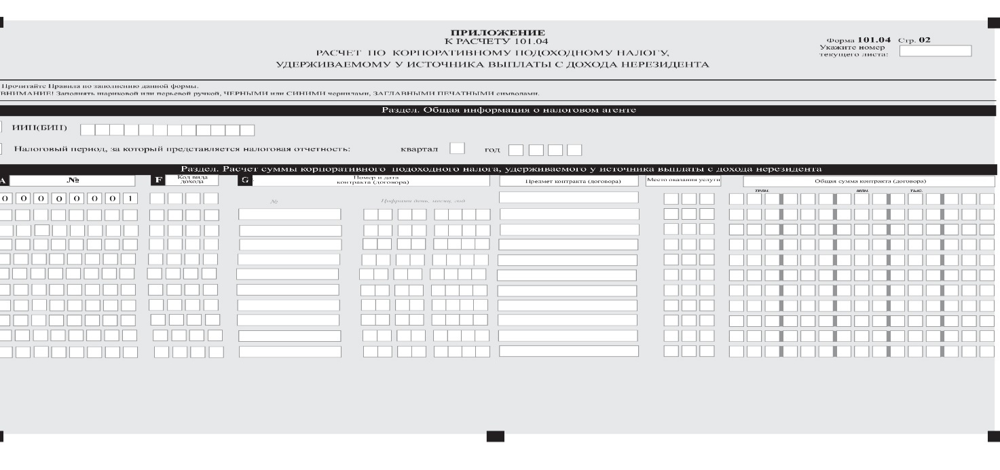 ПРИЛОЖЕНИЕ
К РАСЧЕТУ 101.04
РАСЧЕТ ПО КОРПОРАТИВНОМУ ПОДОХОДНОМУ НАЛОГУ,
УДЕРЖИВАЕМОМУ У ИСТОЧНИКА ВЫПЛАТЫ С ДОХОДА НЕРЕЗИДЕНТА
Форма 101.04 Стр. 02
Укажите номер
текущего листа:
Прочитайте Правила по заполнению данной формы.
ВНИМАНИЕ! Заполнять шариковой или перьевой ручкой, ЧЕРНЫМИ или СИНИМИ чернилами, ЗАГЛАВНЫМИ ПЕЧАТНЫМИ символами.
Раздел. Общая информация о налоговом агенте
ИИН(БИН)
Налоговый период, за который представляется налоговая отчетность: квартал год
Раздел. Расчет суммы корпоративного подоходного налога, удерживаемого у источника выплаты с дохода нерезидента
A №
F Код вида
дохода
G Номер и дата
контракта (договора)
Предмет контракта (договора)
Место оказания услуги
Общая сумма контракта (договора)
трлн. млн. тыс.
0 0 0 0 0 0 0 1
№ Цифрами день, месяц, год